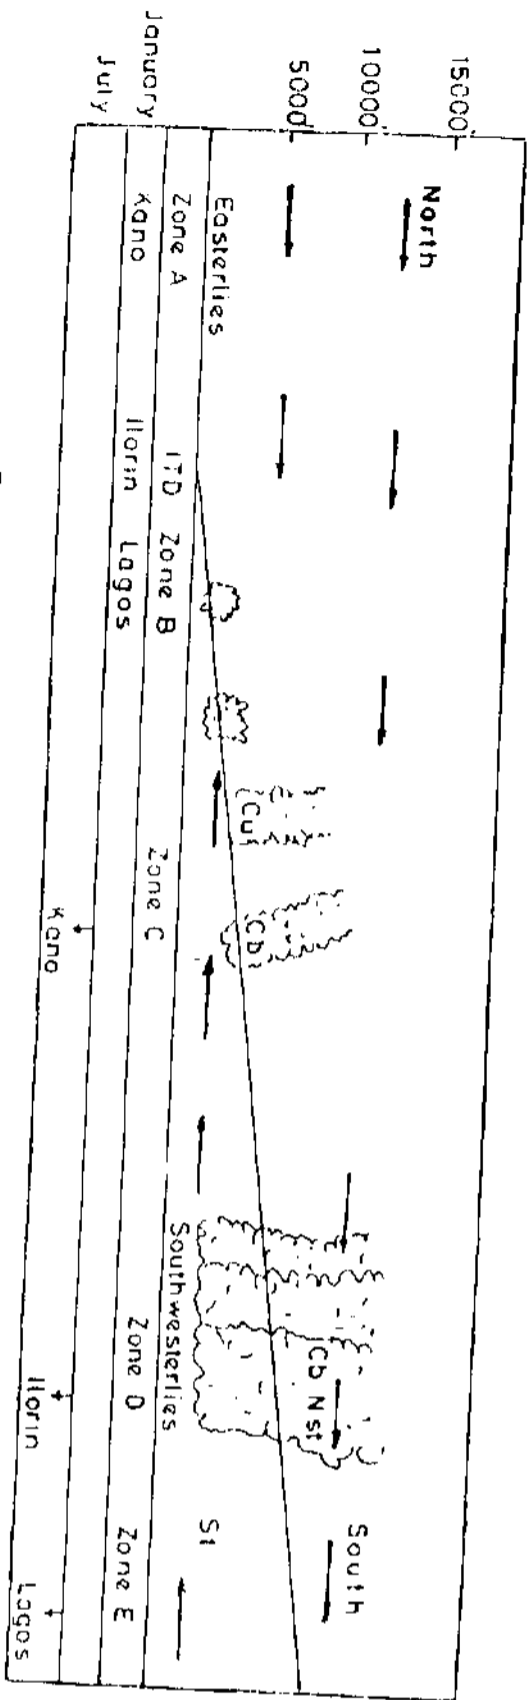 15000
North
10000
South
Cb Nst
5000
Cu
Cb
St
Easterlies
Southwesterlies
Zone A ITD Zone B Zone C Zone D Zone E
January Kano Ilorin Lagos
July Kano Ilorin Lagos